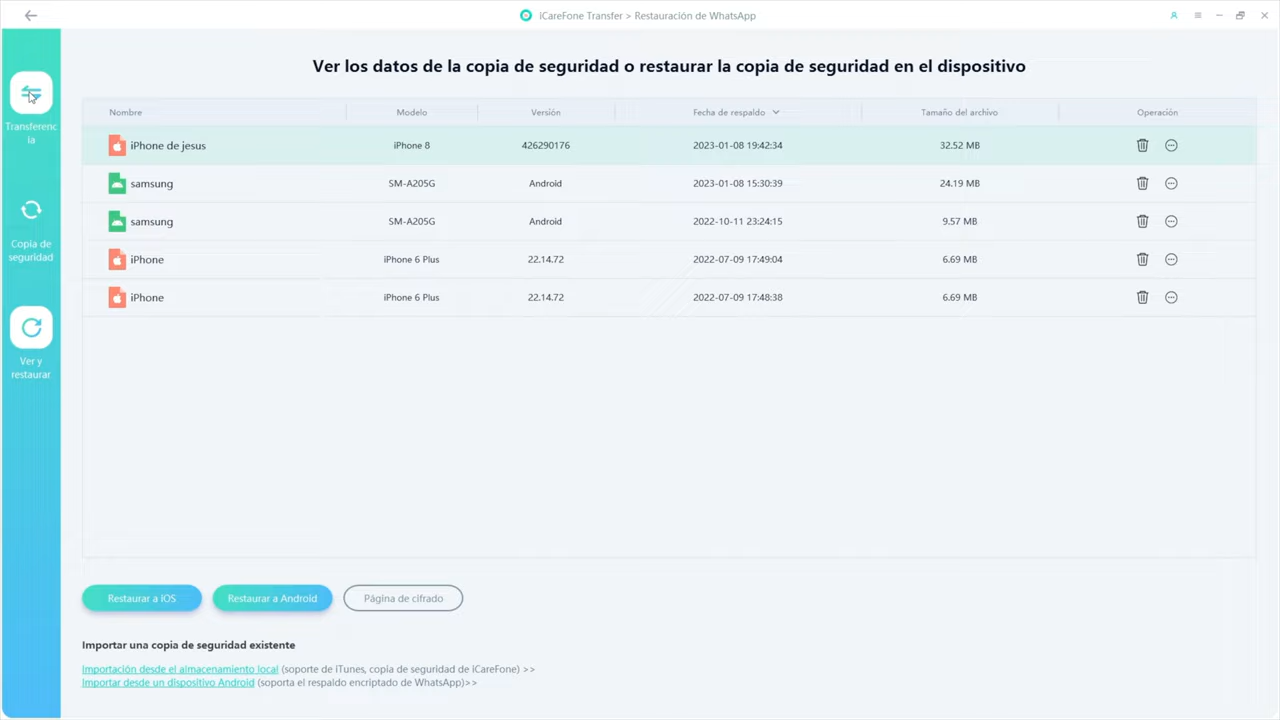 iCareFone Transfer > Restauración de WhatsApp
Ver los datos de la copia de seguridad o restaurar la copia de seguridad en el dispositivo
Nombre Modelo Versión Fecha de respaldo Tamaño del archivo Operación
iPhone de jesus iPhone 8 426290176 2023-01-08 19:42:34 32.52 MB
samsung SM-A205G Android 2023-01-08 15:30:39 24.19 MB
samsung SM-A205G Android 2022-10-11 23:24:15 9.57 MB
iPhone iPhone 6 Plus 22.14.72 2022-07-09 17:49:04 6.69 MB
iPhone iPhone 6 Plus 22.14.72 2022-07-09 17:48:38 6.69 MB
Transferenc
ia
Copia de
seguridad
Ver y
restaurar
Restaurar a iOS Restaurar a Android Página de cifrado
Importar una copia de seguridad existente
Importación desde el almacenamiento local (soporte de iTunes, copia de seguridad de iCareFone) >>
Importar desde un dispositivo Android (soporta el respaldo encriptado de WhatsApp)>>